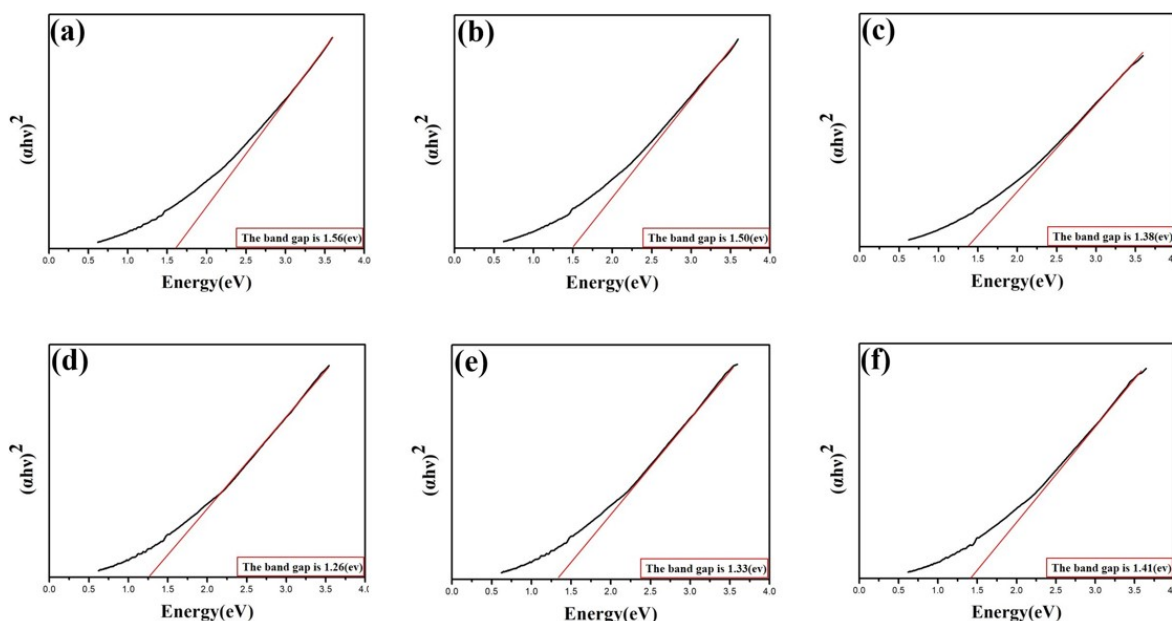 (a)
(αhν)²
The band gap is 1.56(ev)
0.0 0.5 1.0 1.5 2.0 2.5 3.0 3.5 4.0
Energy(eV)
(b)
(αhν)²
The band gap is 1.50(ev)
0.0 0.5 1.0 1.5 2.0 2.5 3.0 3.5 4.0
Energy(eV)
(c)
(αhν)²
The band gap is 1.38(ev)
0.0 0.5 1.0 1.5 2.0 2.5 3.0 3.5
Energy(eV)
(d)
(αhν)²
The band gap is 1.26(ev)
0.0 0.5 1.0 1.5 2.0 2.5 3.0 3.5 4.0
Energy(eV)
(e)
(αhν)²
The band gap is 1.33(ev)
0.0 0.5 1.0 1.5 2.0 2.5 3.0 3.5 4.0
Energy(eV)
(f)
(αhν)²
The band gap is 1.41(ev)
0.0 0.5 1.0 1.5 2.0 2.5 3.0 3.5
Energy(eV)